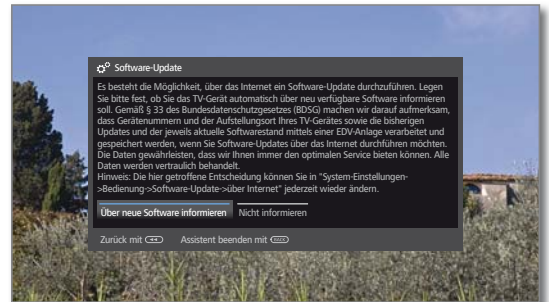 Software-Update
Es besteht die Möglichkeit, über das Internet ein Software-Update durchzuführen. Legen
Sie bitte fest, ob Sie das TV-Gerät automatisch über neu verfügbare Software informieren
soll. Gemäß § 33 des Bundesdatenschutzgesetzes (BDSG) machen wir darauf aufmerksam,
dass Gerätenummern und der Aufstellungsort Ihres TV-Gerätes sowie die bisherigen
Updates und der jeweils aktuelle Softwarestand mittels einer EDV-Anlage verarbeitet und
gespeichert werden, wenn Sie Software-Updates über das Internet durchführen möchten.
Die Daten gewährleisten, dass wir Ihnen immer den optimalen Service bieten können. Alle
Daten werden vertraulich behandelt.
Hinweis: Die hier getroffene Entscheidung können Sie in "System-Einstellungen-
>Bedienung->Software-Update->über Internet" jederzeit wieder ändern.
Über neue Software informieren Nicht informieren
Zurück mit Assistent beenden mit